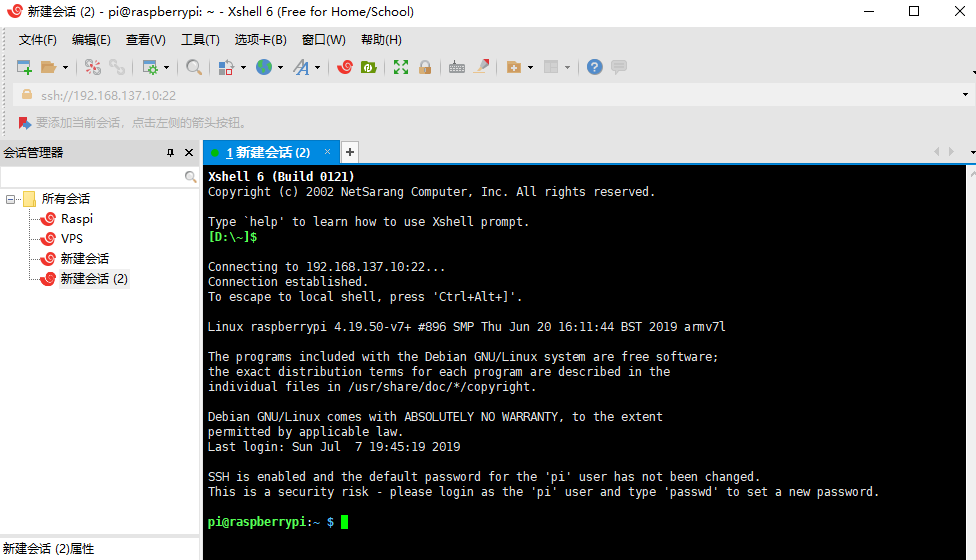 新建会话 (2) - pi@raspberrypi: ~ - Xshell 6 (Free for Home/School)
文件(F) 编辑(E) 查看(V) 工具(T) 选项卡(B) 窗口(W) 帮助(H)
ssh://192.168.137.10:22
要添加当前会话，点击左侧的箭头按钮。
会话管理器
所有会话
Raspi
VPS
新建会话
新建会话 (2)
新建会话 (2)属性
1 新建会话 (2) × +
Xshell 6 (Build 0121)
Copyright (c) 2002 NetSarang Computer, Inc. All rights reserved.
Type `help' to learn how to use Xshell prompt.
[D:\~]$
Connecting to 192.168.137.10:22...
Connection established.
To escape to local shell, press 'Ctrl+Alt+]'.
Linux raspberrypi 4.19.50-v7+ #896 SMP Thu Jun 20 16:11:44 BST 2019 armv7l
The programs included with the Debian GNU/Linux system are free software;
the exact distribution terms for each program are described in the
individual files in /usr/share/doc/*/copyright.
Debian GNU/Linux comes with ABSOLUTELY NO WARRANTY, to the extent
permitted by applicable law.
Last login: Sun Jul  7 19:45:19 2019
SSH is enabled and the default password for the 'pi' user has not been changed.
This is a security risk - please login as the 'pi' user and type 'passwd' to set a new password.
pi@raspberrypi:~ $